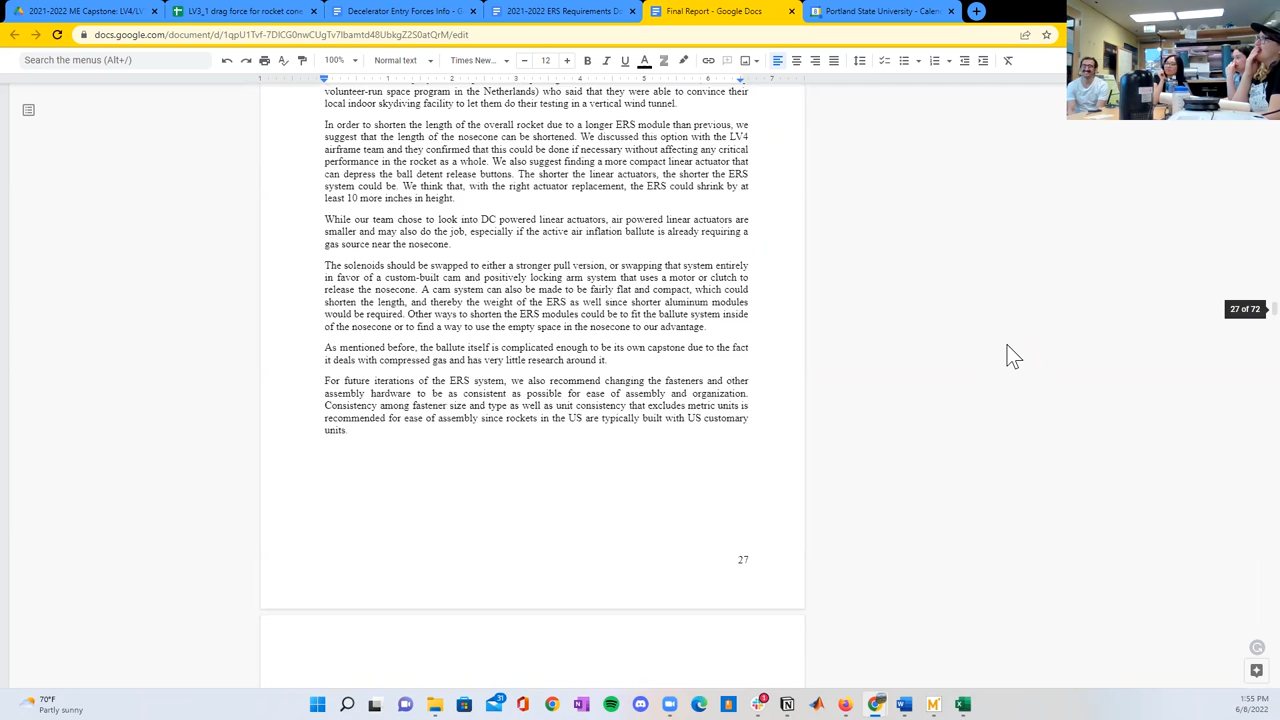 2021-2022 ME Capstone: LV4/LV
LV3_1 drag force for rocket cone
Decelerator Entry Forces Info - G
2021-2022 ERS Requirements Do
Final Report - Google Docs
Portland State University - Calen
docs.google.com/document/d/1qpU1Tvf-7DlCG0nwCUgTv7Ibamtd48UbkgZ2S0atQrM/edit
Search the menus (Alt+/)
100%
Normal text
Times New...
12
1 1 2 3 4 5 6 7
volunteer-run space program in the Netherlands) who said that they were able to convince their
local indoor skydiving facility to let them do their testing in a vertical wind tunnel.
In order to shorten the length of the overall rocket due to a longer ERS module than previous, we
suggest that the length of the nosecone can be shortened. We discussed this option with the LV4
airframe team and they confirmed that this could be done if necessary without affecting any critical
performance in the rocket as a whole. We also suggest finding a more compact linear actuator that
can depress the ball detent release buttons. The shorter the linear actuators, the shorter the ERS
system could be. We think that, with the right actuator replacement, the ERS could shrink by at
least 10 more inches in height.
While our team chose to look into DC powered linear actuators, air powered linear actuators are
smaller and may also do the job, especially if the active air inflation ballute is already requiring a
gas source near the nosecone.
The solenoids should be swapped to either a stronger pull version, or swapping that system entirely
in favor of a custom-built cam and positively locking arm system that uses a motor or clutch to
release the nosecone. A cam system can also be made to be fairly flat and compact, which could
shorten the length, and thereby the weight of the ERS as well since shorter aluminum modules
would be required. Other ways to shorten the ERS modules could be to fit the ballute system inside
of the nosecone or to find a way to use the empty space in the nosecone to our advantage.
As mentioned before, the ballute itself is complicated enough to be its own capstone due to the fact
it deals with compressed gas and has very little research around it.
For future iterations of the ERS system, we also recommend changing the fasteners and other
assembly hardware to be as consistent as possible for ease of assembly and organization.
Consistency among fastener size and type as well as unit consistency that excludes metric units is
recommended for ease of assembly since rockets in the US are typically built with US customary
units.
27
27 of 72
70°F
Partly sunny
31
1
1:55 PM
6/8/2022